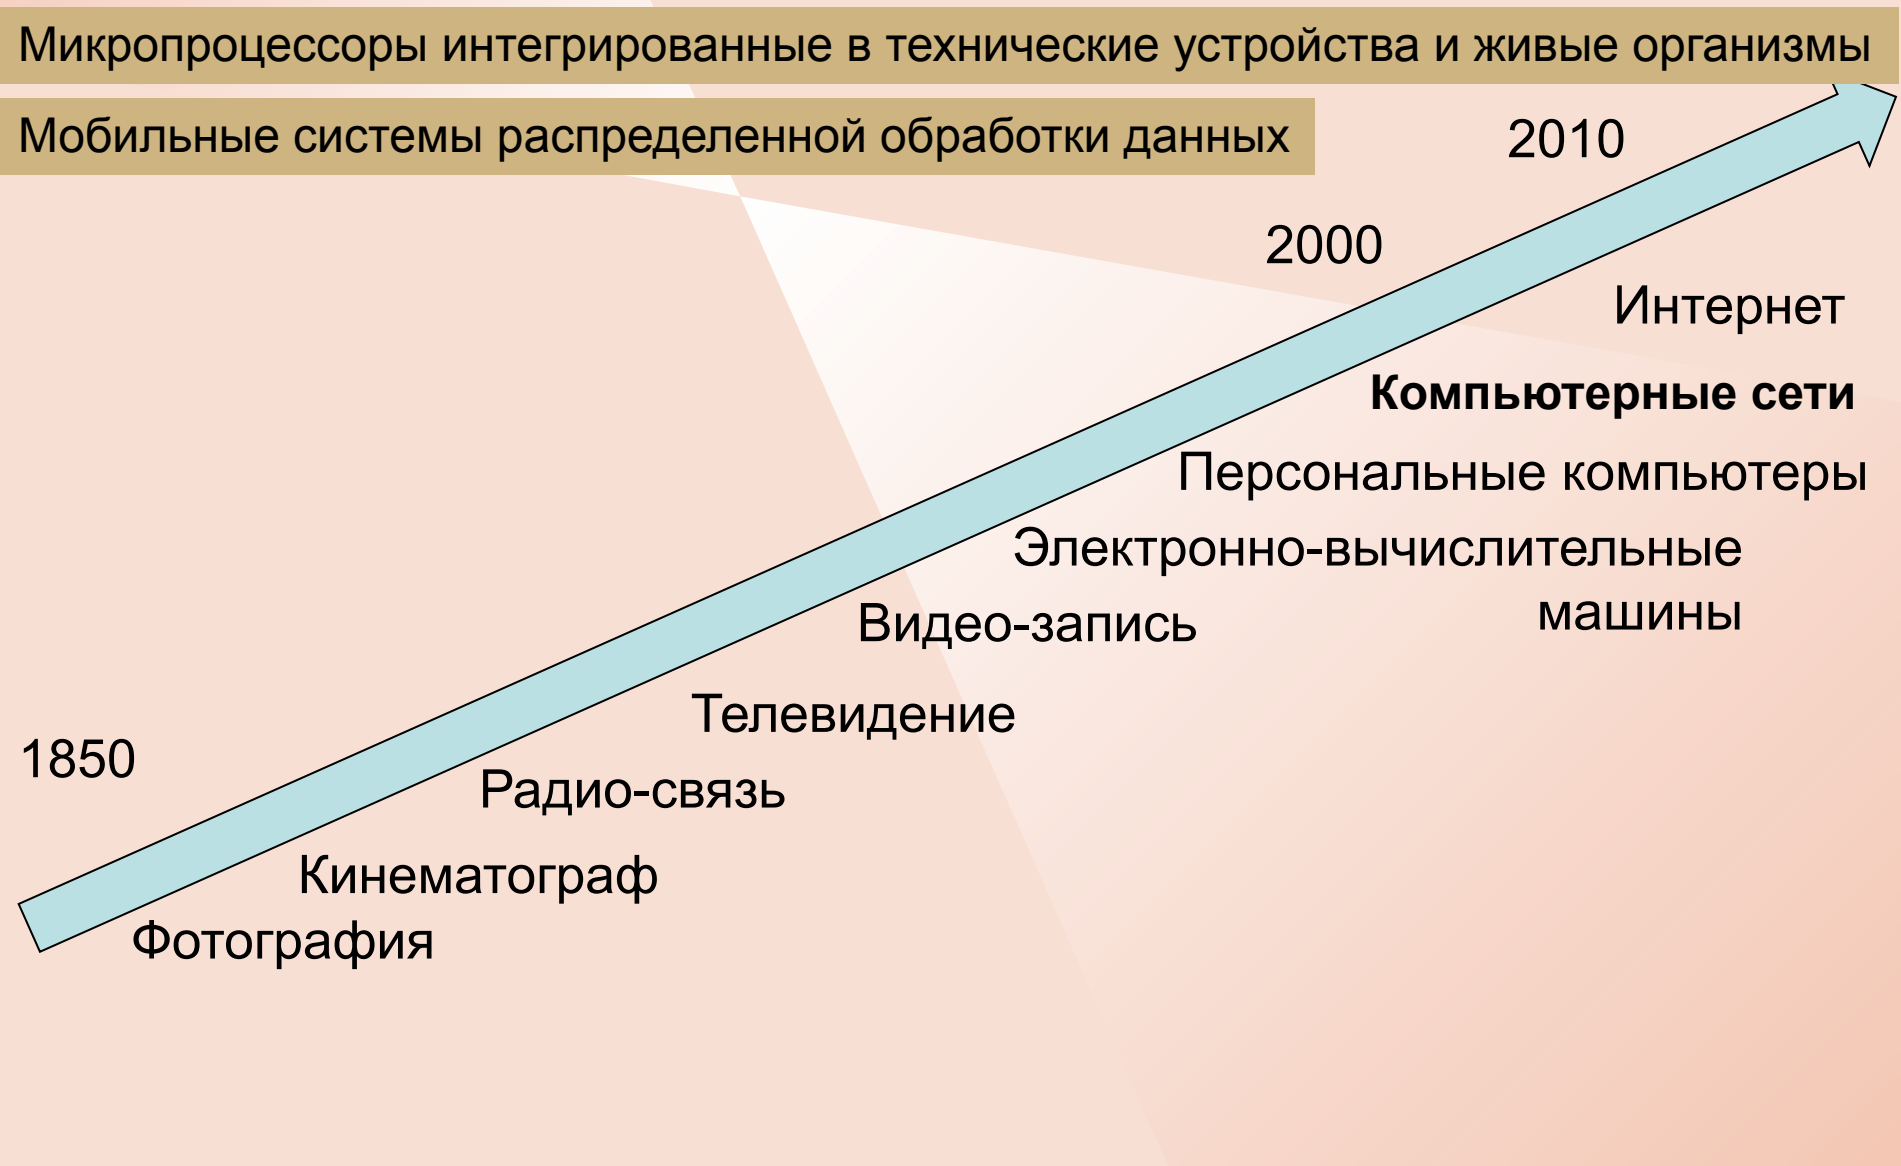 Микропроцессоры интегрированные в технические устройства и живые организмы
Мобильные системы распределенной обработки данных
2010
2000
Интернет
Компьютерные сети
Персональные компьютеры
Электронно-вычислительные
машины
Видео-запись
Телевидение
1850
Радио-связь
Кинематограф
Фотография